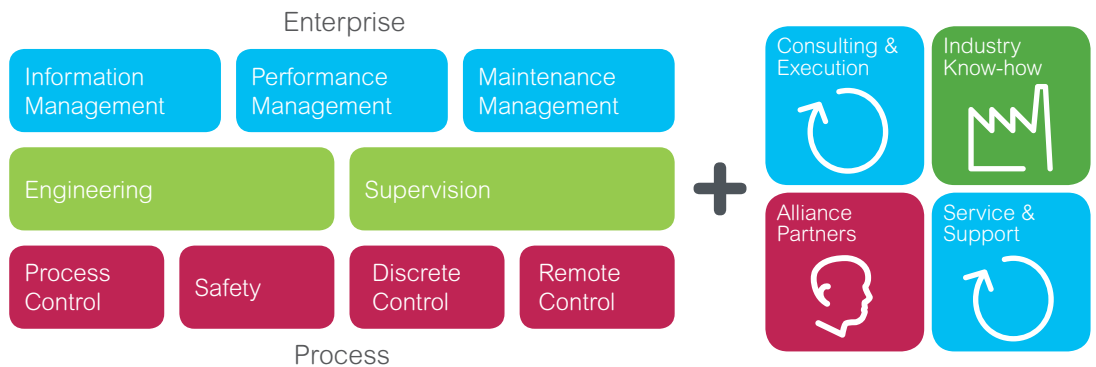 Enterprise
Information
Management
Performance
Management
Maintenance
Management
Engineering
Supervision
Process
Control
Safety
Discrete
Control
Remote
Control
Process
Consulting &
Execution
Industry
Know-how
Alliance
Partners
Service &
Support